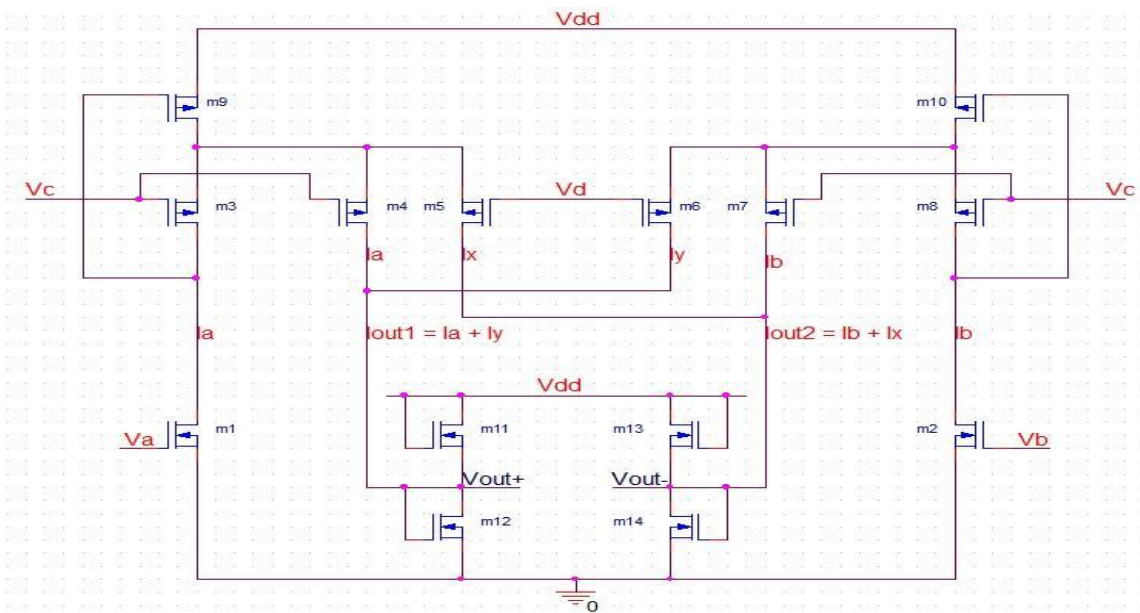 Vdd
m9
m10
Vc
m3
m4
m5
Vd
m6
m7
m8
Vc
Ia
Ix
Iy
Ib
Ia
Iout1 = Ia + Iy
Iout2 = Ib + Ix
Ib
Vdd
Va
m1
m11
m13
m2
Vb
Vout+
Vout-
m12
m14
0